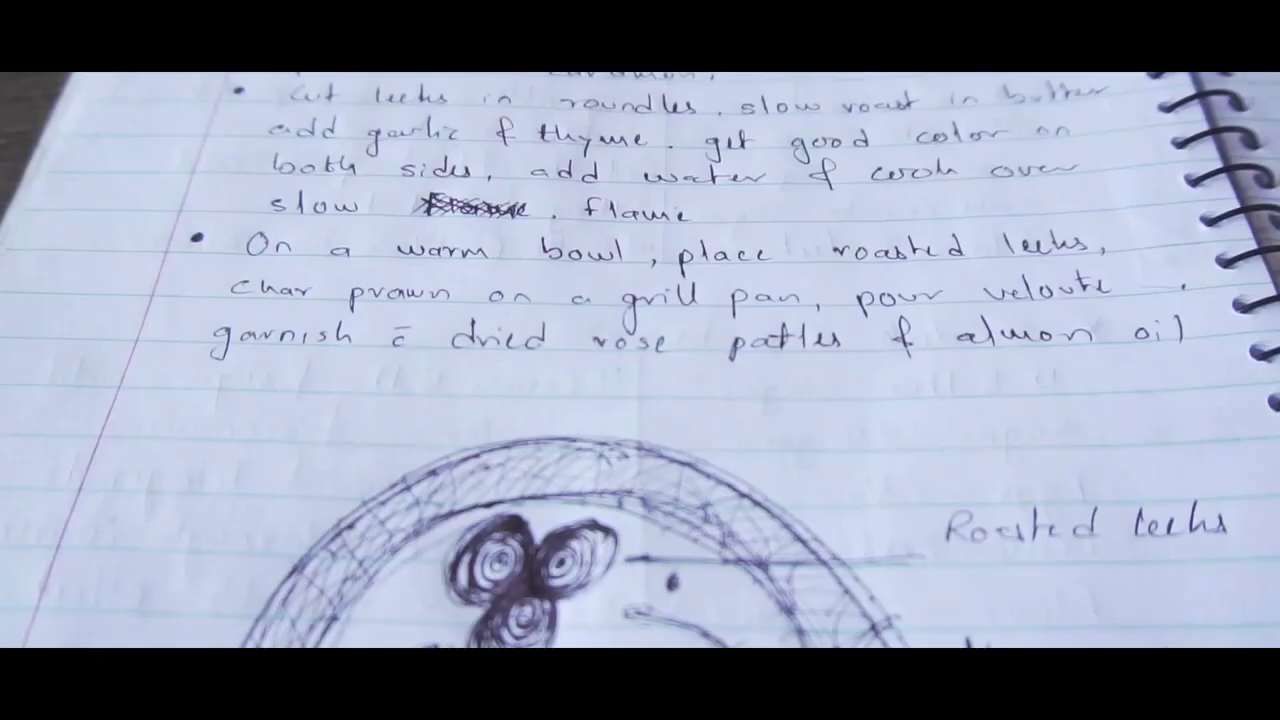 Cut leeks in roundles. slow roast in butter
add garlic & thyme. get good color on
both sides, add water & cook over
slow . flame
On a warm bowl, place roasted leeks,
char prawn on a grill pan, pour veloute .
garnish c̄ dried rose patles & almon oil
Roasted leeks